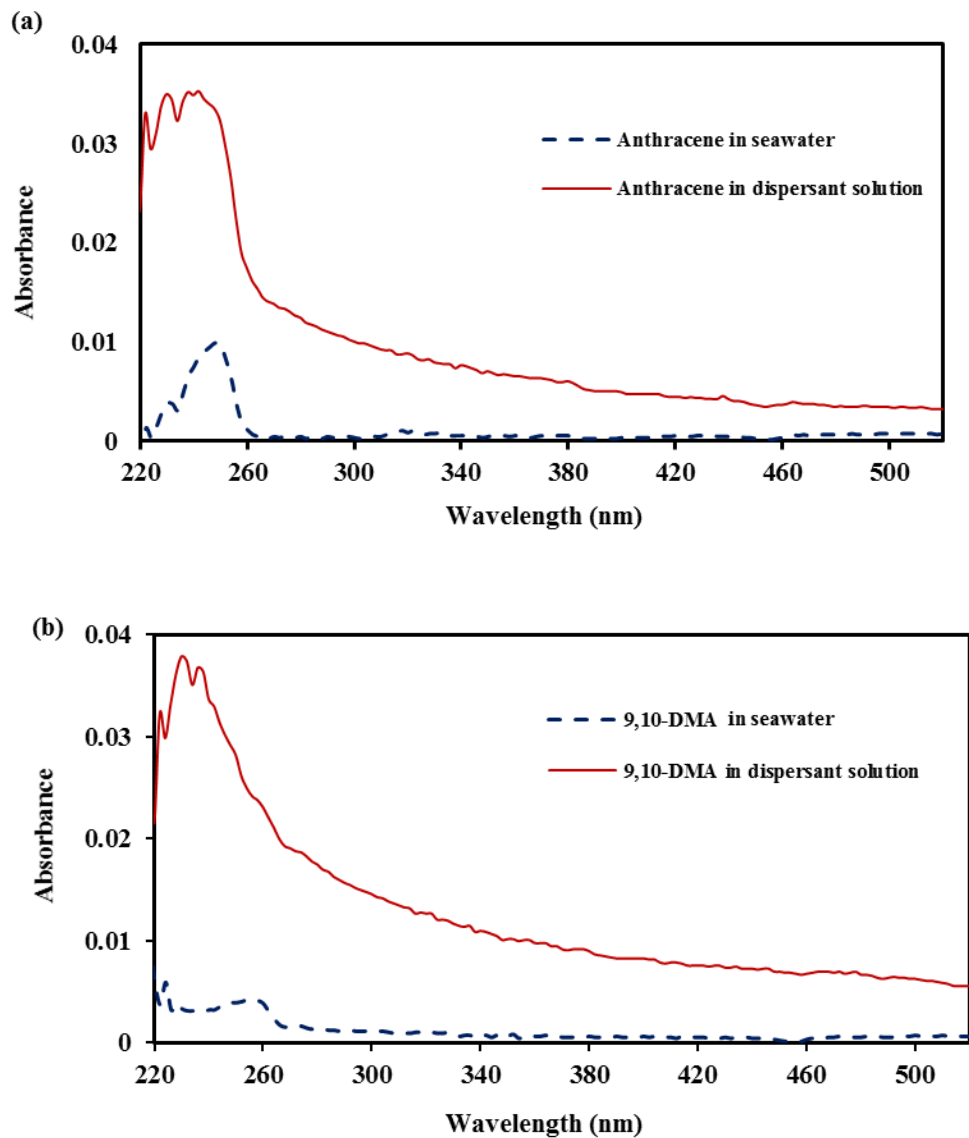 (a)
0.04
0.03
0.02
0.01
0
Absorbance
Anthracene in seawater
Anthracene in dispersant solution
220 260 300 340 380 420 460 500
Wavelength (nm)
(b)
0.04
0.03
0.02
0.01
0
Absorbance
9,10-DMA in seawater
9,10-DMA in dispersant solution
220 260 300 340 380 420 460 500
Wavelength (nm)